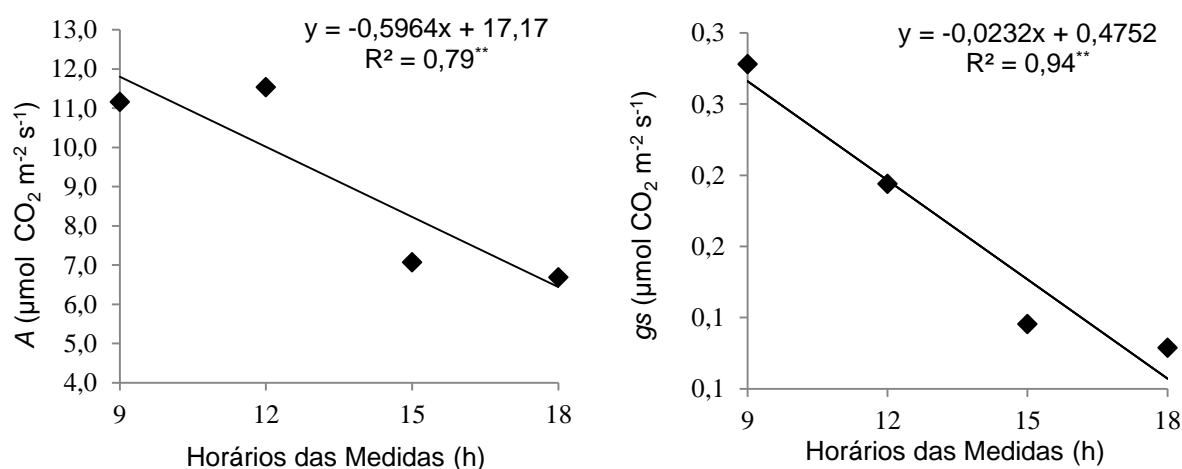 y = -0,5964x + 17,17
R² = 0,79**
13,0
12,0
11,0
10,0
9,0
8,0
7,0
6,0
5,0
4,0
A (µmol CO₂ m⁻² s⁻¹)
9 12 15 18
Horários das Medidas (h)
y = -0,0232x + 0,4752
R² = 0,94**
0,3
0,3
0,2
0,2
0,1
0,1
gs (µmol CO₂ m⁻² s⁻¹)
9 12 15 18
Horários das Medidas (h)